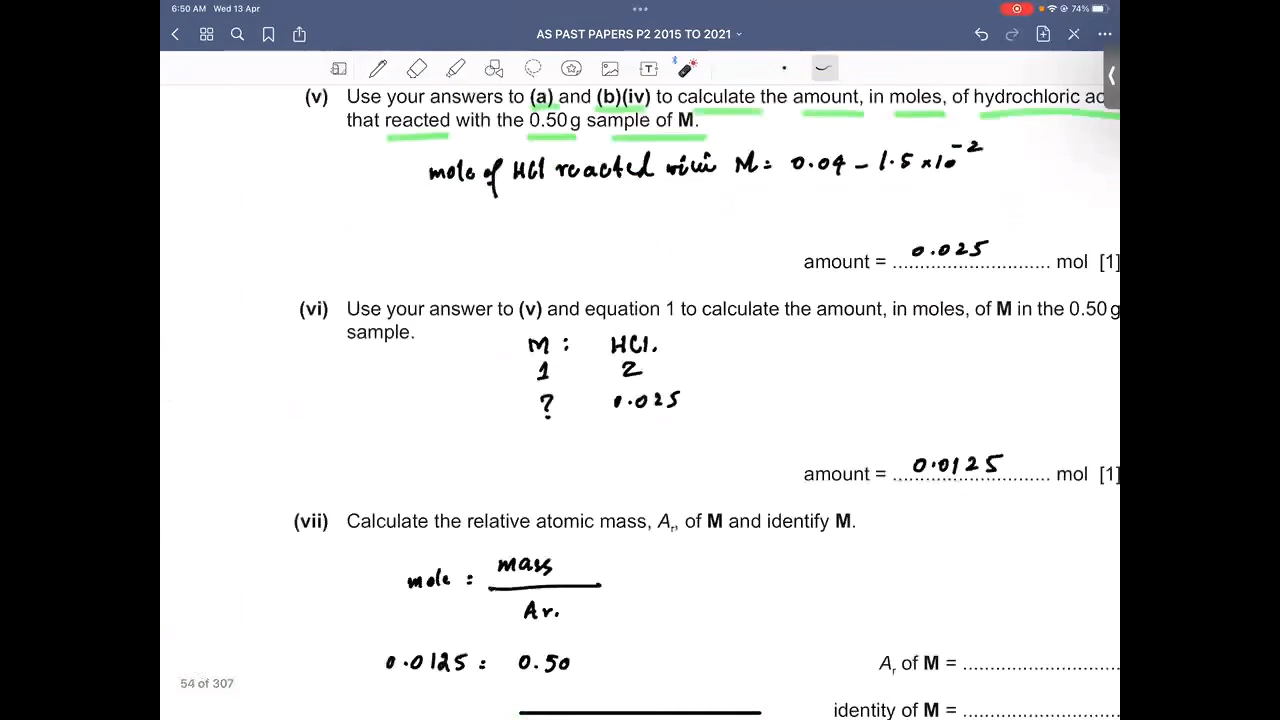 6:50 AM Wed 13 Apr
74%
AS PAST PAPERS P2 2015 TO 2021
(v) Use your answers to (a) and (b)(iv) to calculate the amount, in moles, of hydrochloric ac
that reacted with the 0.50 g sample of M.
mole of HCl reacted with M = 0.04 - 1.5 × 10⁻²
0.025
amount = .............................. mol [1]
(vi) Use your answer to (v) and equation 1 to calculate the amount, in moles, of M in the 0.50 g
sample.
M : HCl.
1 2
? 0.025
0.0125
amount = .............................. mol [1]
(vii) Calculate the relative atomic mass, Aᵣ, of M and identify M.
mole = mass
Ar.
0.0125 = 0.50
Aᵣ of M = ..............................
54 of 307
identity of M = ..............................